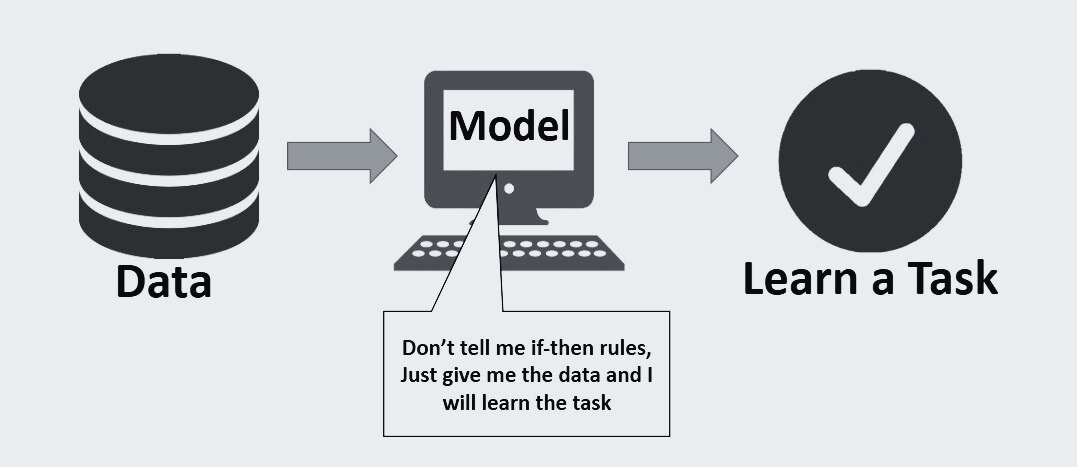 Model
Data
Learn a Task
Don’t tell me if-then rules,
Just give me the data and I
will learn the task